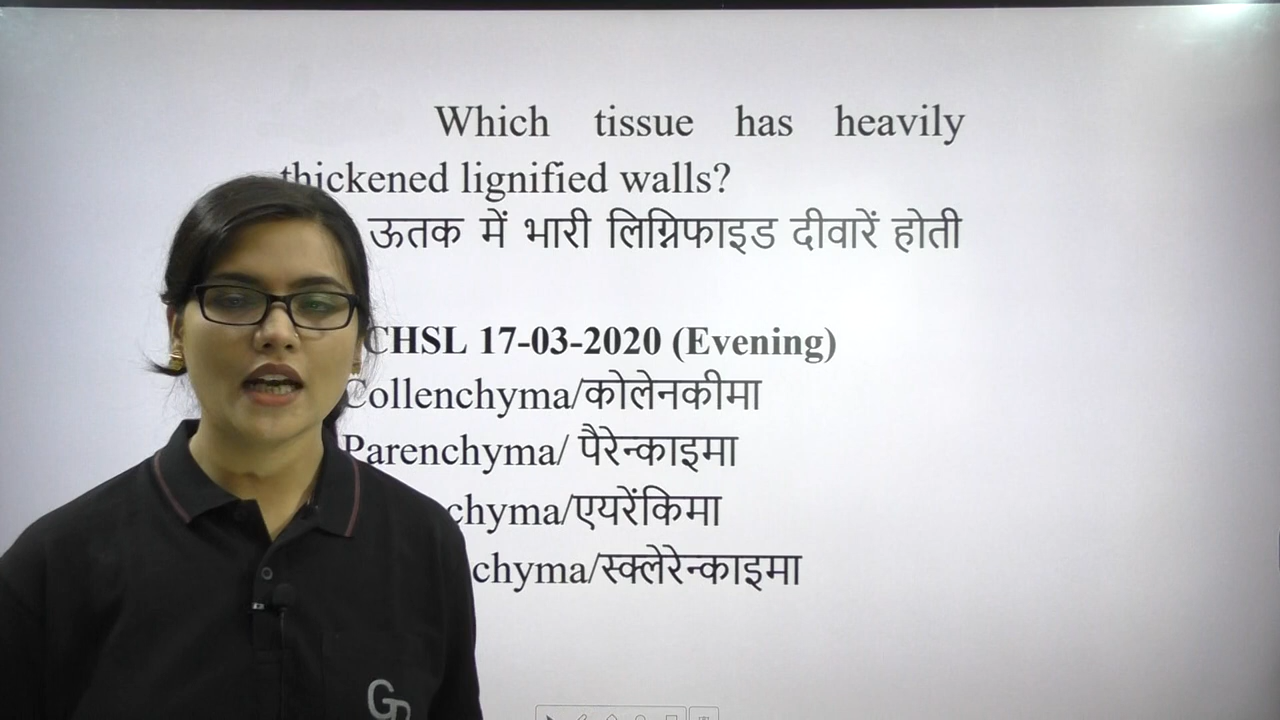 Which tissue has heavily
thickened lignified walls?
ऊतक में भारी लिग्निफाइड दीवारें होती
CHSL 17-03-2020 (Evening)
Collenchyma/कोलेनकीमा
Parenchyma/ पैरेन्काइमा
chyma/एयरेंकिमा
chyma/स्क्लेरेन्काइमा